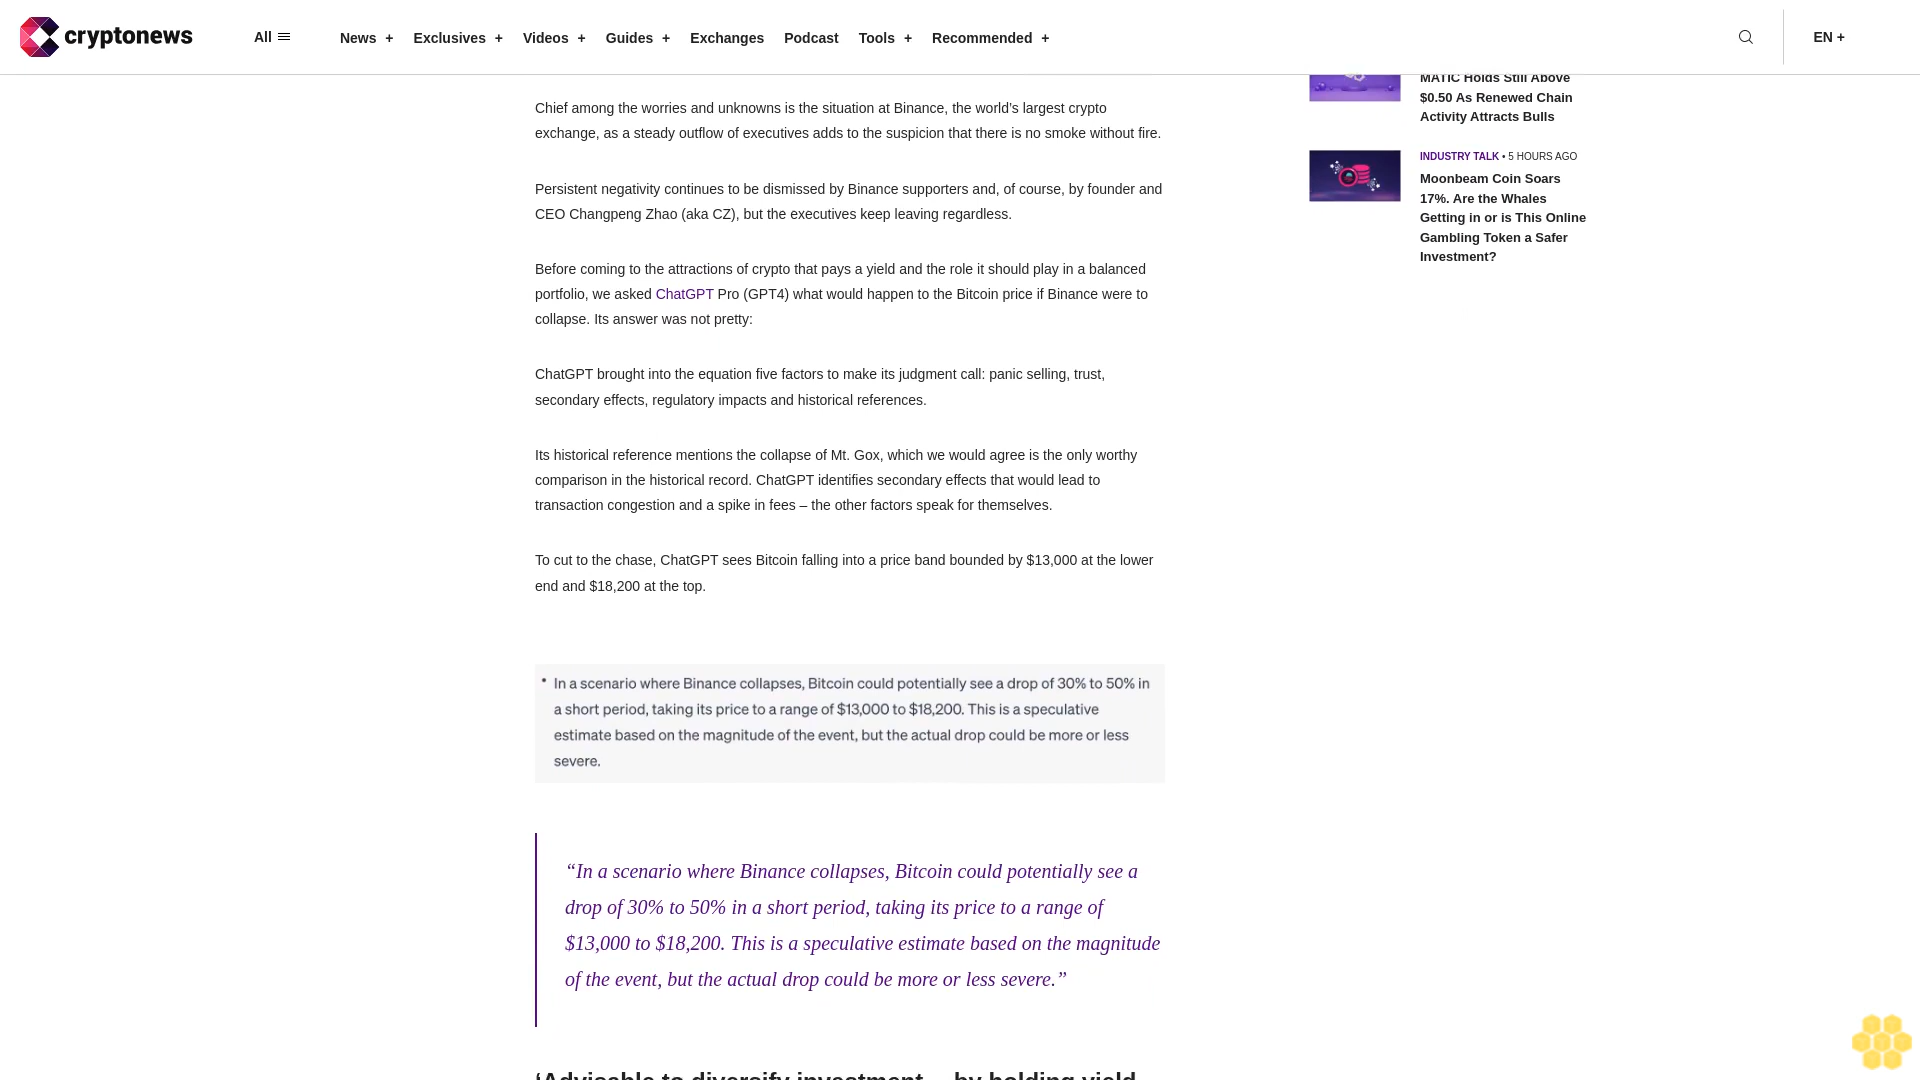 cryptonews
All
News +
Exclusives +
Videos +
Guides +
Exchanges
Podcast
Tools +
Recommended +
EN +
Chief among the worries and unknowns is the situation at Binance, the world’s largest crypto
exchange, as a steady outflow of executives adds to the suspicion that there is no smoke without fire.
Persistent negativity continues to be dismissed by Binance supporters and, of course, by founder and
CEO Changpeng Zhao (aka CZ), but the executives keep leaving regardless.
Before coming to the attractions of crypto that pays a yield and the role it should play in a balanced
portfolio, we asked ChatGPT Pro (GPT4) what would happen to the Bitcoin price if Binance were to
collapse. Its answer was not pretty:
ChatGPT brought into the equation five factors to make its judgment call: panic selling, trust,
secondary effects, regulatory impacts and historical references.
Its historical reference mentions the collapse of Mt. Gox, which we would agree is the only worthy
comparison in the historical record. ChatGPT identifies secondary effects that would lead to
transaction congestion and a spike in fees – the other factors speak for themselves.
To cut to the chase, ChatGPT sees Bitcoin falling into a price band bounded by $13,000 at the lower
end and $18,200 at the top.
• In a scenario where Binance collapses, Bitcoin could potentially see a drop of 30% to 50% in
a short period, taking its price to a range of $13,000 to $18,200. This is a speculative
estimate based on the magnitude of the event, but the actual drop could be more or less
severe.
“In a scenario where Binance collapses, Bitcoin could potentially see a
drop of 30% to 50% in a short period, taking its price to a range of
$13,000 to $18,200. This is a speculative estimate based on the magnitude
of the event, but the actual drop could be more or less severe.”
‘Advisable to diversify investment – by holding yield
MATIC Holds Still Above
$0.50 As Renewed Chain
Activity Attracts Bulls
INDUSTRY TALK • 5 HOURS AGO
Moonbeam Coin Soars
17%. Are the Whales
Getting in or is This Online
Gambling Token a Safer
Investment?